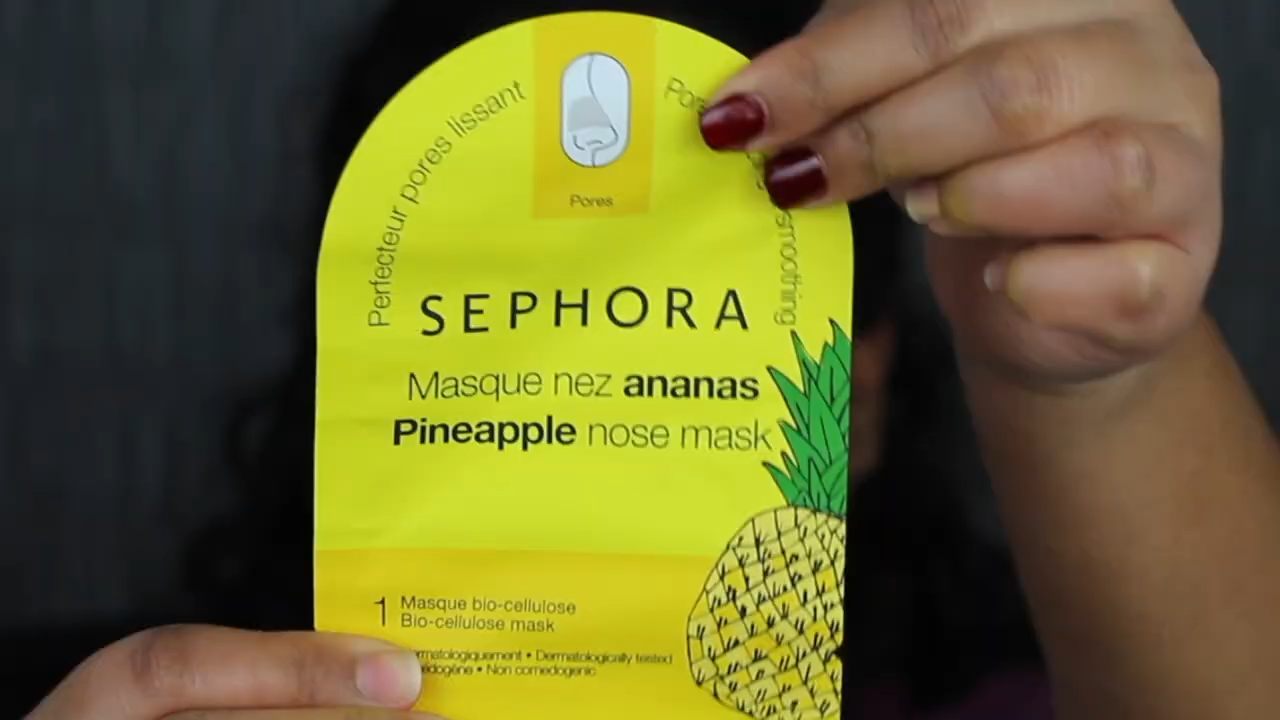 Perfecteur pores lissant
smoothing
Pores
SEPHORA
Masque nez ananas
Pineapple nose mask
1 Masque bio-cellulose
Bio-cellulose mask
• Dermatologically tested
• Non comedogenic